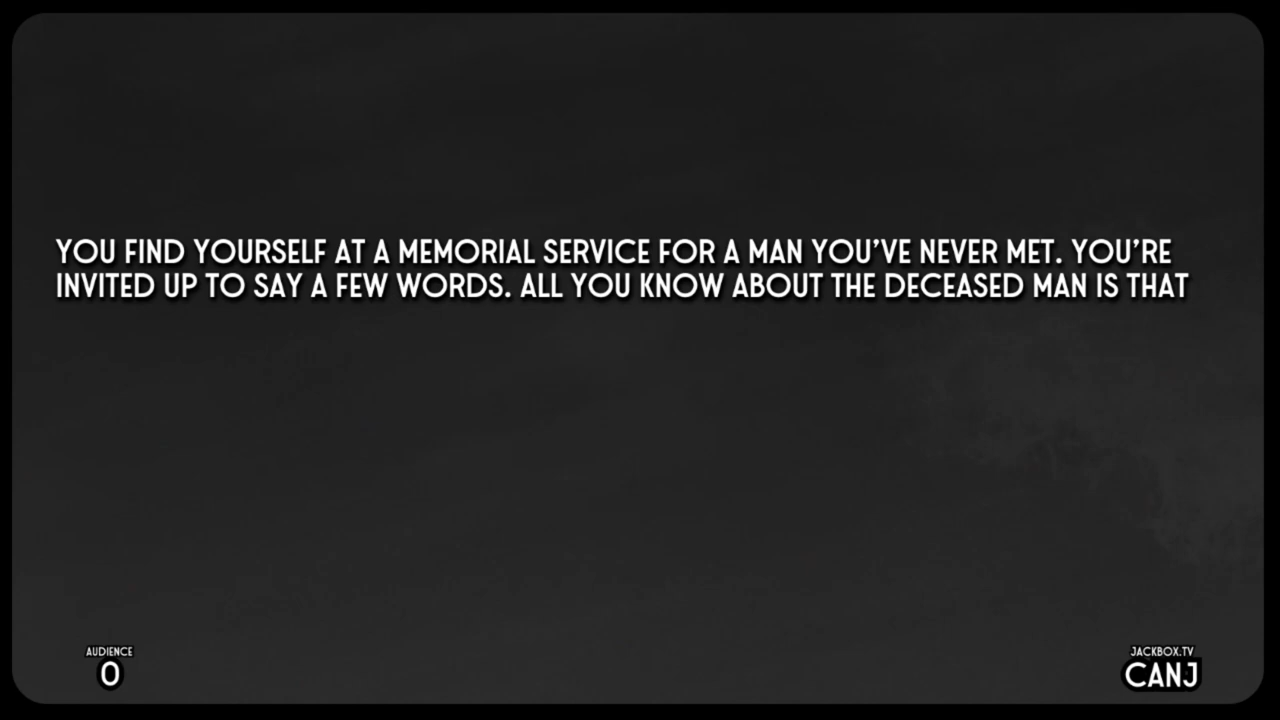 YOU FIND YOURSELF AT A MEMORIAL SERVICE FOR A MAN YOU'VE NEVER MET. YOU'RE
INVITED UP TO SAY A FEW WORDS. ALL YOU KNOW ABOUT THE DECEASED MAN IS THAT
AUDIENCE
0
JACKBOX.TV
CANJ